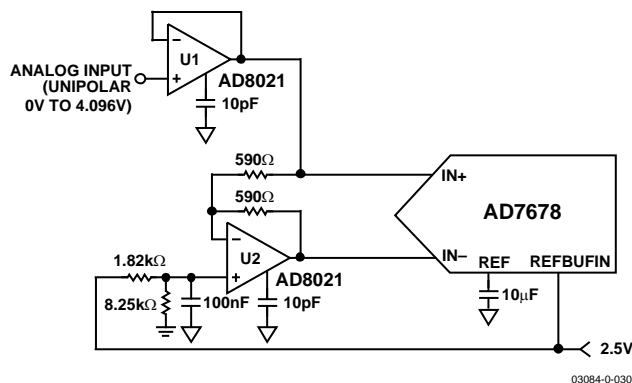 ANALOG INPUT
(UNIPOLAR
0V TO 4.096V)
−
+
U1
AD8021
10pF
590Ω
590Ω
IN+
AD7678
IN−
REF
REFBUFIN
−
+
U2
AD8021
1.82kΩ
8.25kΩ
100nF
10pF
10μF
2.5V
03084-0-030